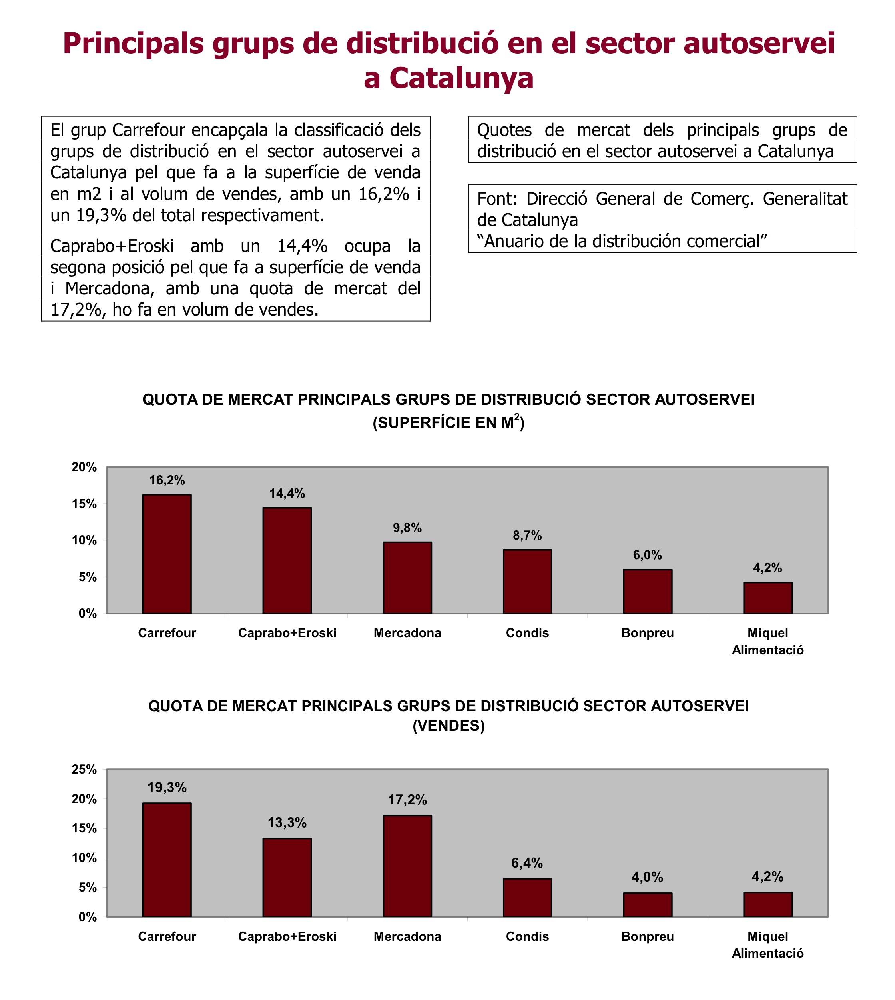 Principals grups de distribució en el sector autoservei
a Catalunya
El grup Carrefour encapçala la classificació dels
grups de distribució en el sector autoservei a
Catalunya pel que fa a la superfície de venda
en m2 i al volum de vendes, amb un 16,2% i
un 19,3% del total respectivament.
Caprabo+Eroski amb un 14,4% ocupa la
segona posició pel que fa a superfície de venda
i Mercadona, amb una quota de mercat del
17,2%, ho fa en volum de vendes.
Quotes de mercat dels principals grups de
distribució en el sector autoservei a Catalunya
Font: Direcció General de Comerç. Generalitat
de Catalunya
“Anuario de la distribución comercial”
QUOTA DE MERCAT PRINCIPALS GRUPS DE DISTRIBUCIÓ SECTOR AUTOSERVEI
(SUPERFÍCIE EN M²)
20%
15%
10%
5%
0%
16,2%
14,4%
9,8%
8,7%
6,0%
4,2%
Carrefour
Caprabo+Eroski
Mercadona
Condis
Bonpreu
Miquel
Alimentació
QUOTA DE MERCAT PRINCIPALS GRUPS DE DISTRIBUCIÓ SECTOR AUTOSERVEI
(VENDES)
25%
20%
15%
10%
5%
0%
19,3%
13,3%
17,2%
6,4%
4,0%
4,2%
Carrefour
Caprabo+Eroski
Mercadona
Condis
Bonpreu
Miquel
Alimentació